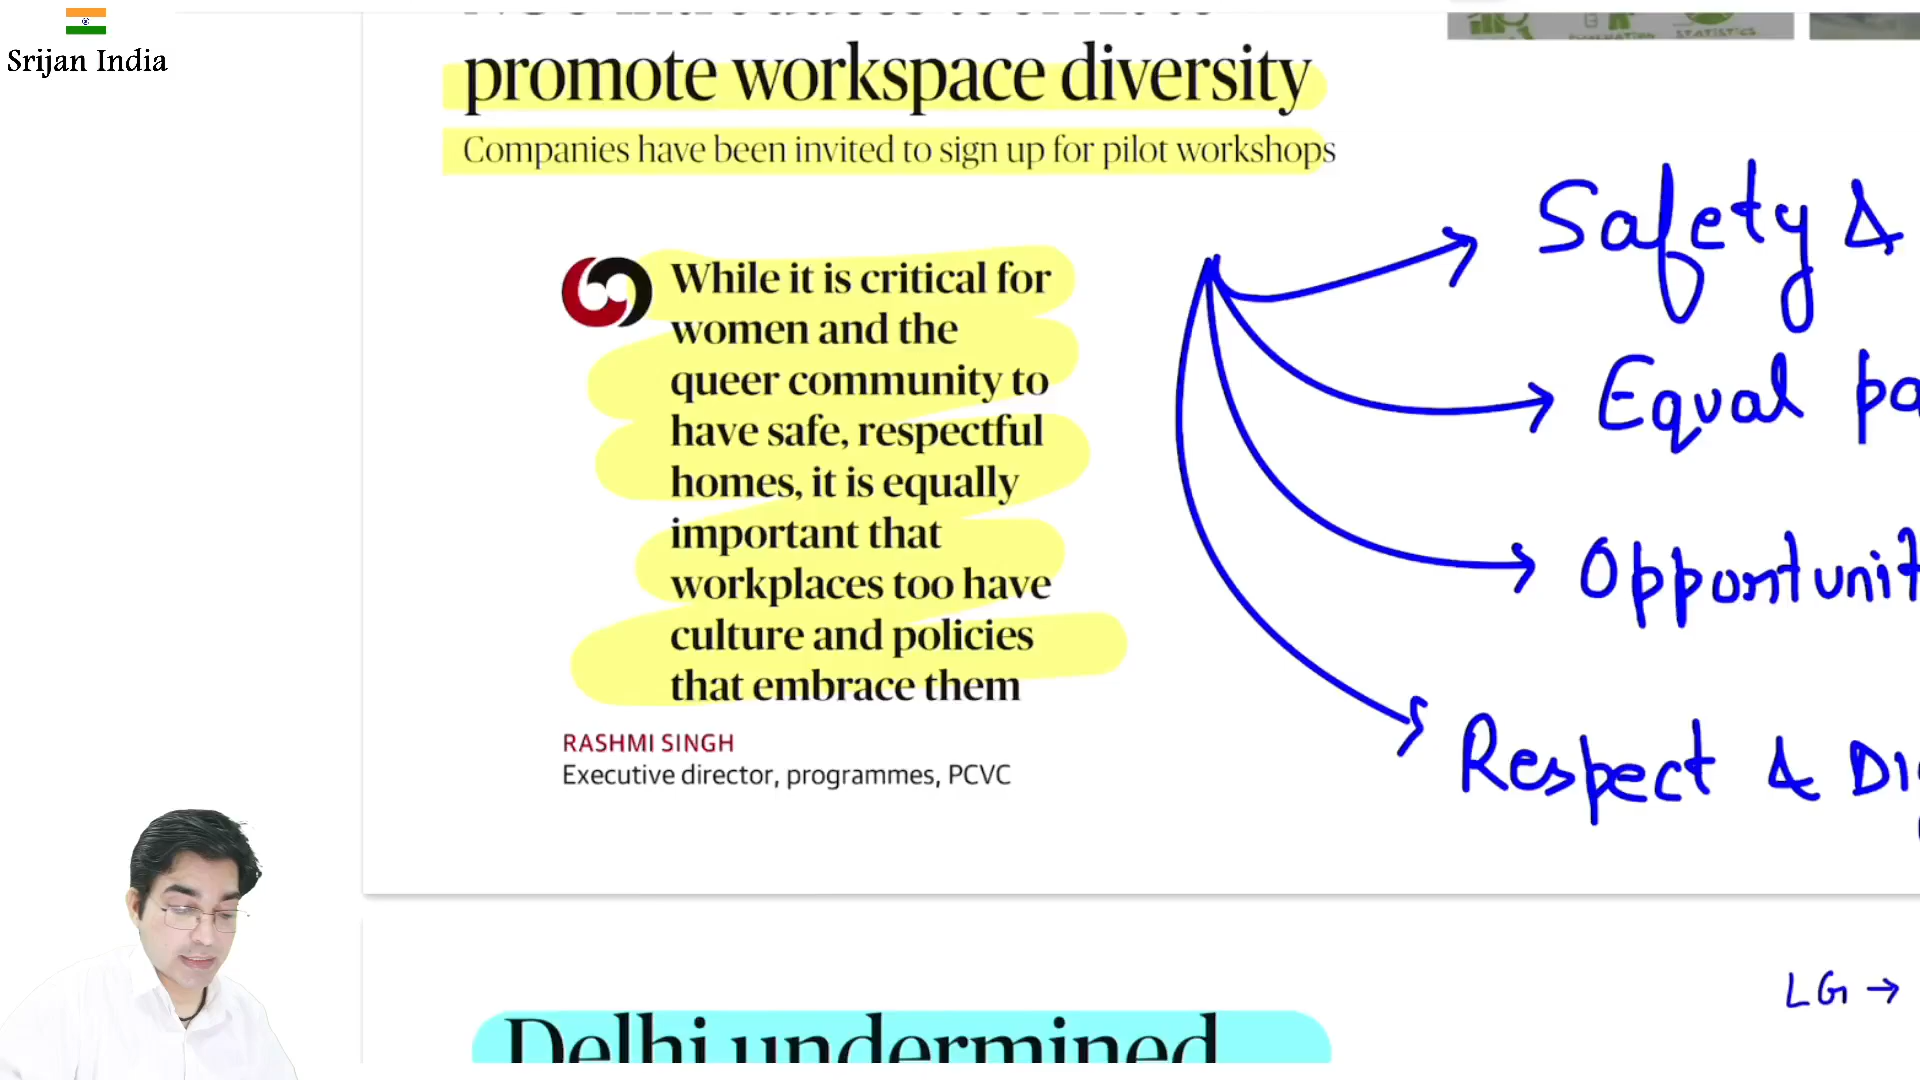 Srijan India
promote workspace diversity
Companies have been invited to sign up for pilot workshops
While it is critical for
women and the
queer community to
have safe, respectful
homes, it is equally
important that
workplaces too have
culture and policies
that embrace them
RASHMI SINGH
Executive director, programmes, PCVC
Safety &
Equal pa
Opportunit
Respect & Di
LG →
Delhi undermined